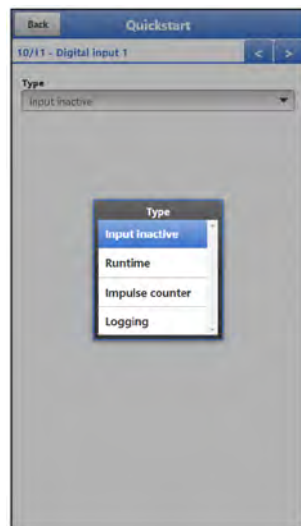 Back
Quickstart
10/11 - Digital input 1
< >
Type
Input inactive
Type
Input inactive
Runtime
Impulse counter
Logging